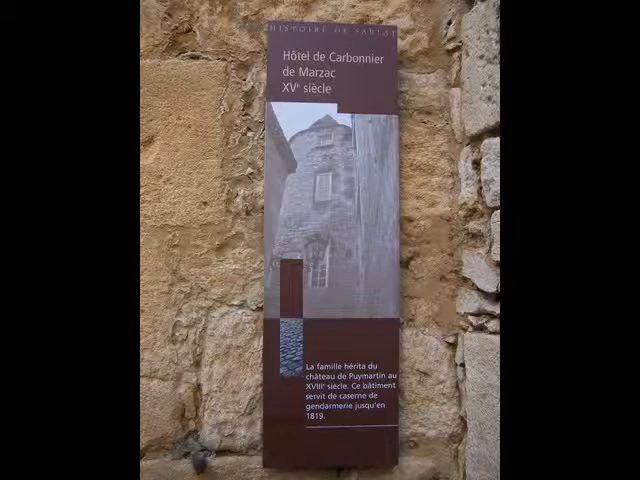 HISTOIRE DE SARLAT
Hôtel de Carbonnier
de Marzac
XVe siècle
La famille hérita du
château de Puymartin au
XVIIIe siècle. Ce bâtiment
servit de caserne de
gendarmerie jusqu'en
1819.